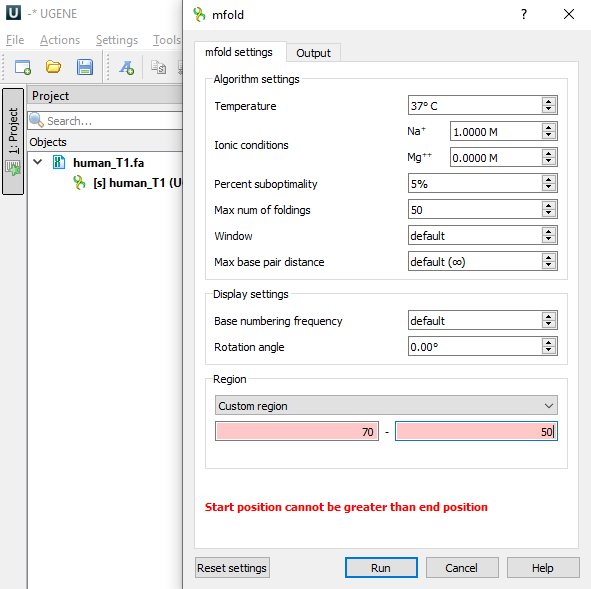 U -* UGENE
File Actions Settings Tools
Project
Search...
Objects
human_T1.fa
[s] human_T1 (U
1: Project
mfold
? 
mfold settings Output
Algorithm settings
Temperature 37° C
Ionic conditions
Na⁺ 1.0000 M
Mg⁺⁺ 0.0000 M
Percent suboptimality 5%
Max num of foldings 50
Window default
Max base pair distance default (∞)
Display settings
Base numbering frequency default
Rotation angle 0.00°
Region
Custom region
70 - 50
Start position cannot be greater than end position
Reset settings Run Cancel Help